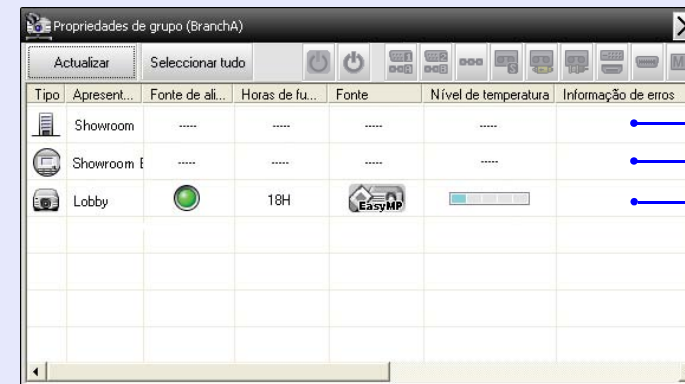 Propriedades de grupo (BranchA)
Actualizar Seleccionar tudo
Tipo Apresent... Fonte de ali... Horas de fu... Fonte Nível de temperatura Informação de erros
Showroom ----- ----- ----- -----
Showroom E ----- ----- ----- -----
Lobby 18H EasyMP